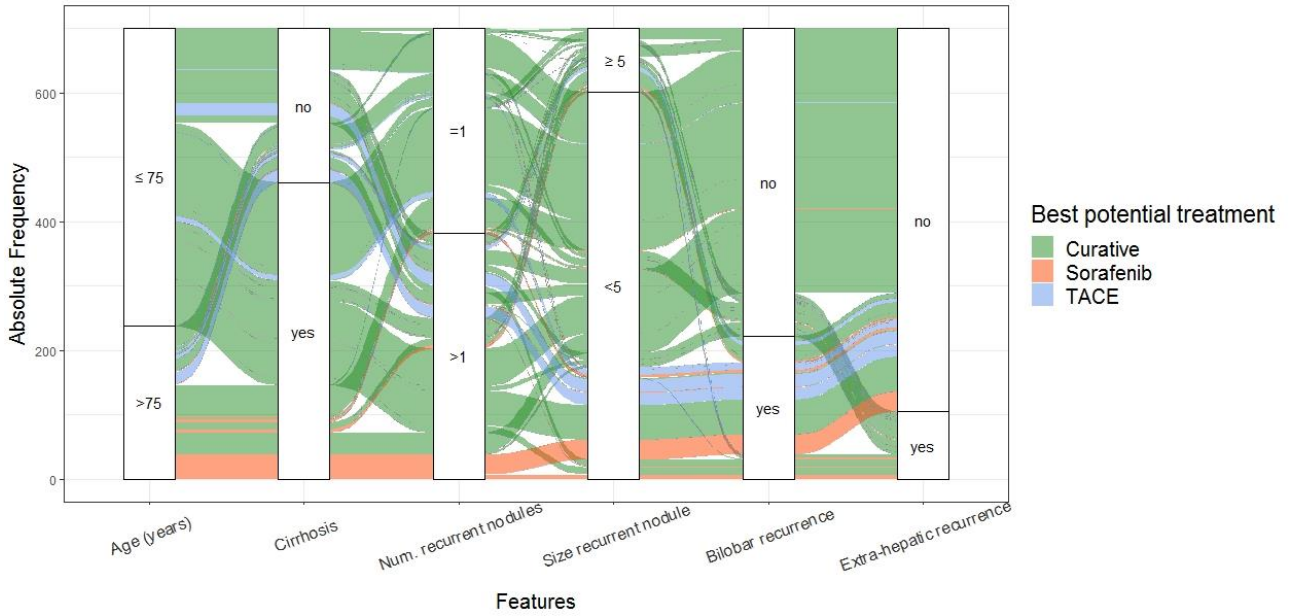 Absolute Frequency
600
400
200
0
≤ 75
>75
no
yes
=1
>1
≥ 5
<5
no
yes
no
yes
Age (years)
Cirrhosis
Num. recurrent nodules
Size recurrent nodule
Bilobar recurrence
Extra-hepatic recurrence
Features
Best potential treatment
Curative
Sorafenib
TACE